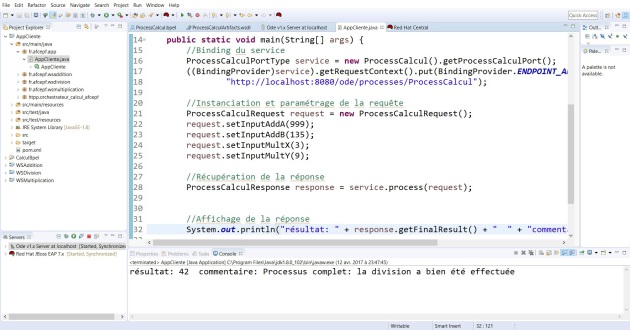 File Edit Source Refactor Source Navigate Search Project Run Window Help
Quick Access
Project Explorer
ProcessCalcul.bpel
ProcessCalculArtifacts.wsdl
Ode v1.x Server at localhost
AppCliente.java
Red Hat Central
AppCliente
src/main/java
fr.afcepf.app
AppCliente.java
AppCliente
fr.afcepf.wsaddition
fr.afcepf.wsdivision
fr.afcepf.wsmultiplication
src/main/resources
src/test/java
src/test/resources
JRE System Library [JavaSE-1.8]
src
target
pom.xml
CalculBpel
WSAddition
WSDivision
WSMultiplication
14 public static void main(String[] args) {
15 //Binding du service
16 ProcessCalculPortType service = new ProcessCalcul().getProcessCalculPort();
17 ((BindingProvider)service).getRequestContext().put(BindingProvider.ENDPOINT_A
18 "http://localhost:8080/ode/processes/ProcessCalcul");
19
20 //Instanciation et paramétrage de la requête
21 ProcessCalculRequest request = new ProcessCalculRequest();
22 request.setInputAddA(999);
23 request.setInputAddB(135);
24 request.setInputMultX(3);
25 request.setInputMultY(9);
26
27 //Récupération de la réponse
28 ProcessCalculResponse response = service.process(request);
29
30
31 //Affichage de la réponse
32 System.out.println("résultat: " + response.getFinalResult() + "  " + "comment
Outline
Palette
A palette is not available.
Servers
Ode v1.x Server at localhost [Started, Synchronized]
Red Hat JBoss EAP 7.x [Started, Synchronized]
Properties
Problems
Data
Console
<terminated> AppCliente [Java Application] C:\Program Files\Java\jdk1.8.0_102\bin\javaw.exe (12 avr. 2017 à 23:47:45)
résultat: 42  commentaire: Processus complet: la division a bien été effectuée
Writable
Smart Insert
32 : 121